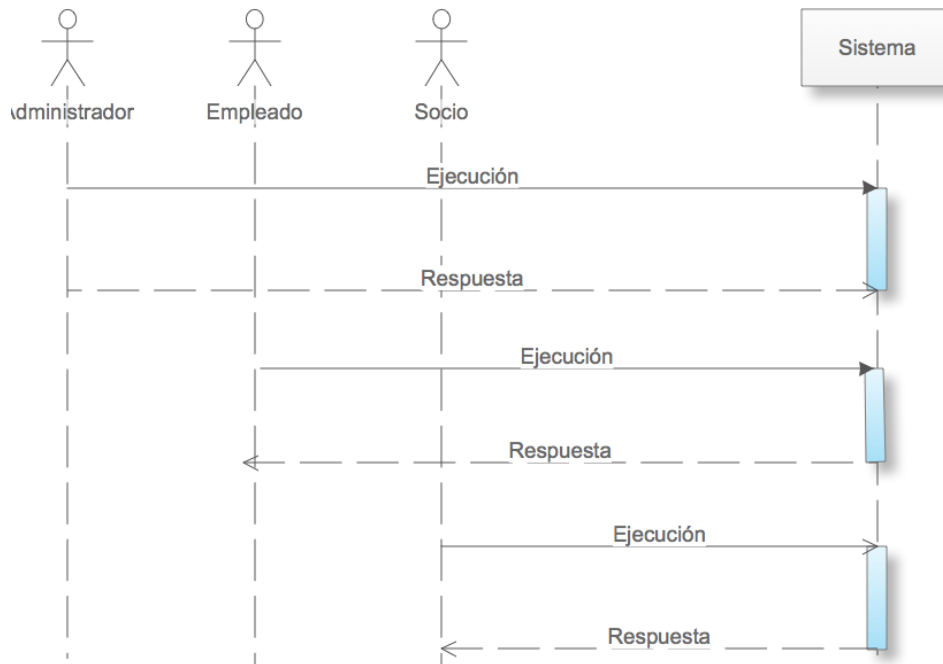 Sistema
dministrador
Empleado
Socio
Ejecución
Respuesta
Ejecución
Respuesta
Ejecución
Respuesta